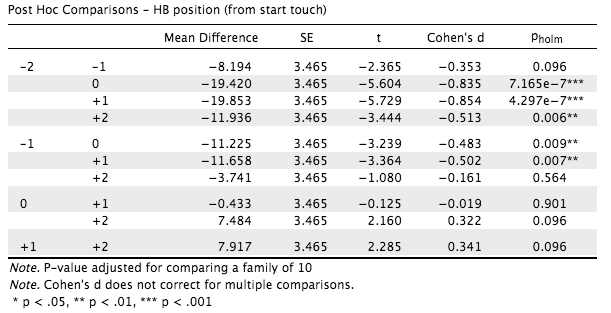 Post Hoc Comparisons – HB position (from start touch)
Mean Difference SE t Cohen's d pholm
−2 −1 −8.194 3.465 −2.365 −0.353 0.096
0 −19.420 3.465 −5.604 −0.835 7.165e−7***
+1 −19.853 3.465 −5.729 −0.854 4.297e−7***
+2 −11.936 3.465 −3.444 −0.513 0.006**
−1 0 −11.225 3.465 −3.239 −0.483 0.009**
+1 −11.658 3.465 −3.364 −0.502 0.007**
+2 −3.741 3.465 −1.080 −0.161 0.564
0 +1 −0.433 3.465 −0.125 −0.019 0.901
+2 7.484 3.465 2.160 0.322 0.096
+1 +2 7.917 3.465 2.285 0.341 0.096
Note. P-value adjusted for comparing a family of 10
Note. Cohen's d does not correct for multiple comparisons.
* p < .05, ** p < .01, *** p < .001